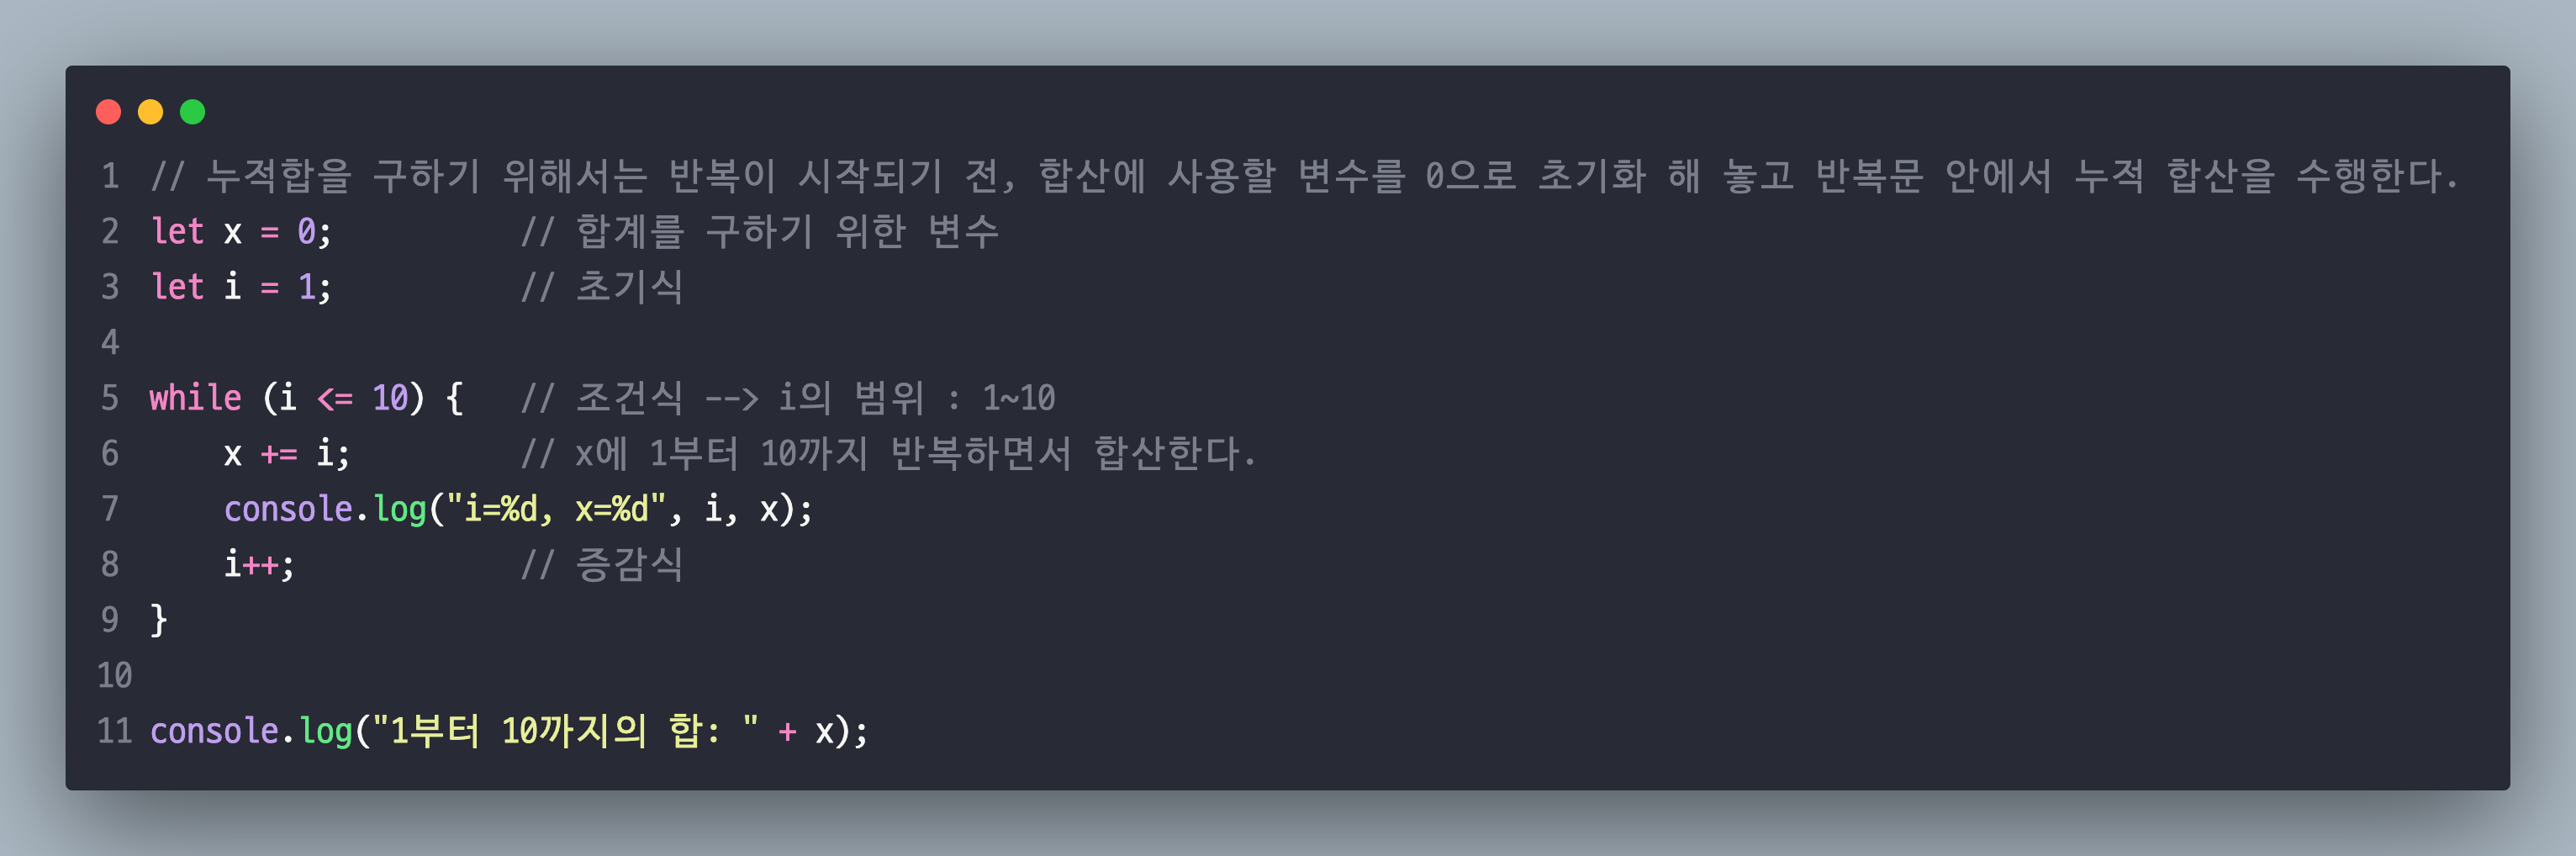 1 // 누적합을 구하기 위해서는 반복이 시작되기 전, 합산에 사용할 변수를 0으로 초기화 해 놓고 반복문 안에서 누적 합산을 수행한다.
2 let x = 0;          // 합계를 구하기 위한 변수
3 let i = 1;          // 초기식
4
5 while (i <= 10) {   // 조건식 --> i의 범위 : 1~10
6     x += i;         // x에 1부터 10까지 반복하면서 합산한다.
7     console.log("i=%d, x=%d", i, x);
8     i++;            // 증감식
9 }
10
11 console.log("1부터 10까지의 합: " + x);